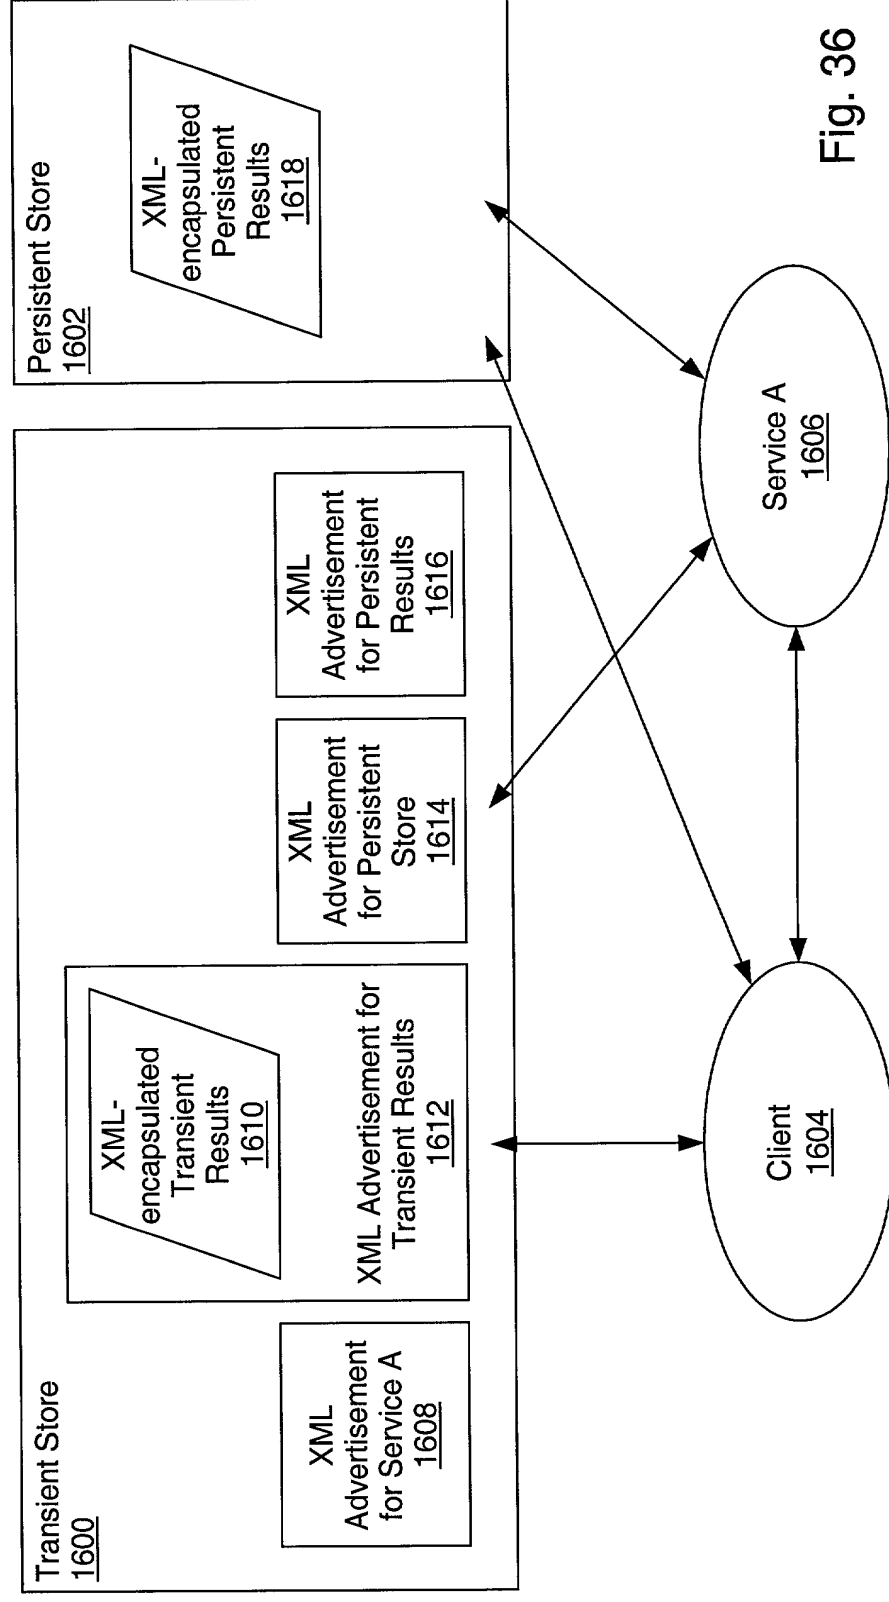 Transient Store
1600
XML
Advertisement
for Service A
1608
XML-
encapsulated
Transient
Results
1610
XML Advertisement for
Transient Results
1612
XML
Advertisement
for Persistent
Store
1614
XML
Advertisement
for Persistent
Results
1616
Persistent Store
1602
XML-
encapsulated
Persistent
Results
1618
Client
1604
Service A
1606
Fig. 36